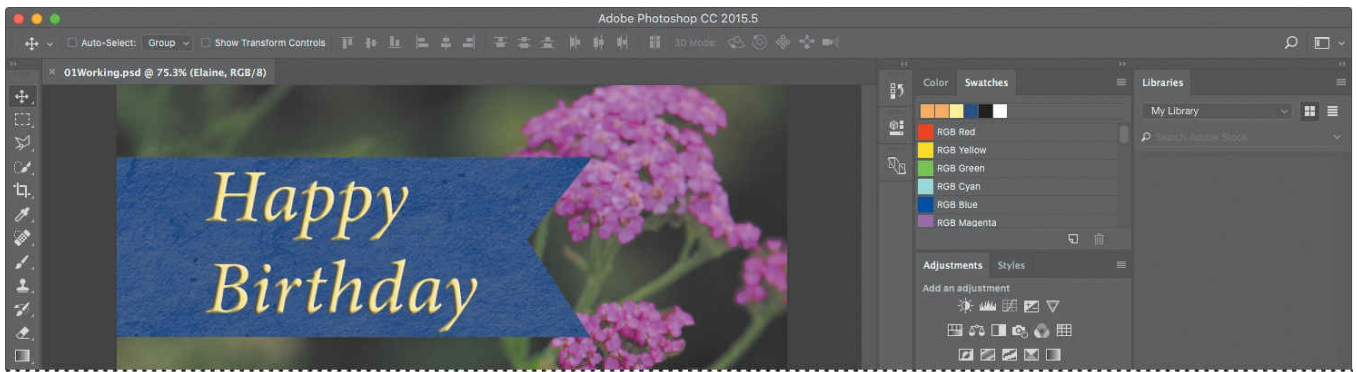 Adobe Photoshop CC 2015.5
Auto-Select: Group Show Transform Controls 3D Mode:
× 01Working.psd @ 75.3% (Elaine, RGB/8)
Happy
Birthday
Color Swatches
RGB Red
RGB Yellow
RGB Green
RGB Cyan
RGB Blue
RGB Magenta
Adjustments Styles
Add an adjustment
Libraries
My Library
Search Adobe Stock